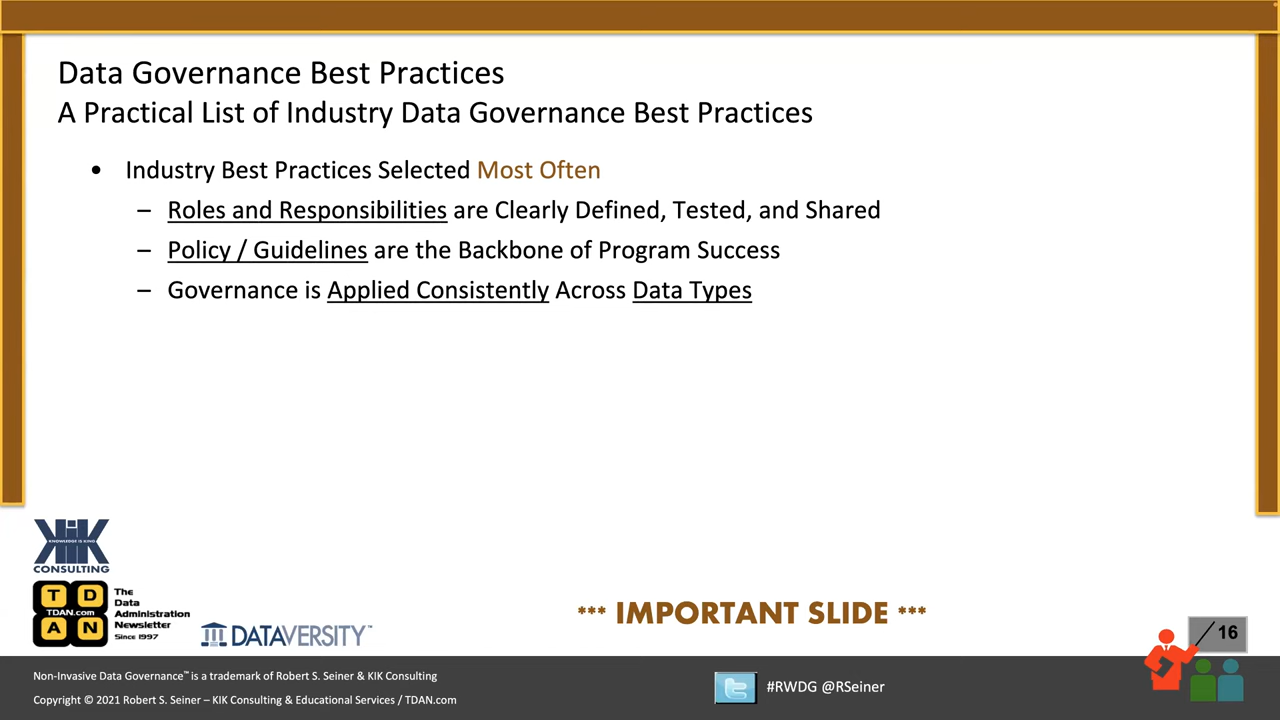 Data Governance Best Practices
A Practical List of Industry Data Governance Best Practices
• Industry Best Practices Selected Most Often
– Roles and Responsibilities are Clearly Defined, Tested, and Shared
– Policy / Guidelines are the Backbone of Program Success
– Governance is Applied Consistently Across Data Types
KIK
KNOWLEDGE IS KING
CONSULTING
T D
TDAN.com
A N
The
Data
Administration
Newsletter
Since 1997
DATAVERSITY™
*** IMPORTANT SLIDE ***
16
Non-Invasive Data Governance™ is a trademark of Robert S. Seiner & KIK Consulting
Copyright © 2021 Robert S. Seiner – KIK Consulting & Educational Services / TDAN.com
#RWDG @RSeiner